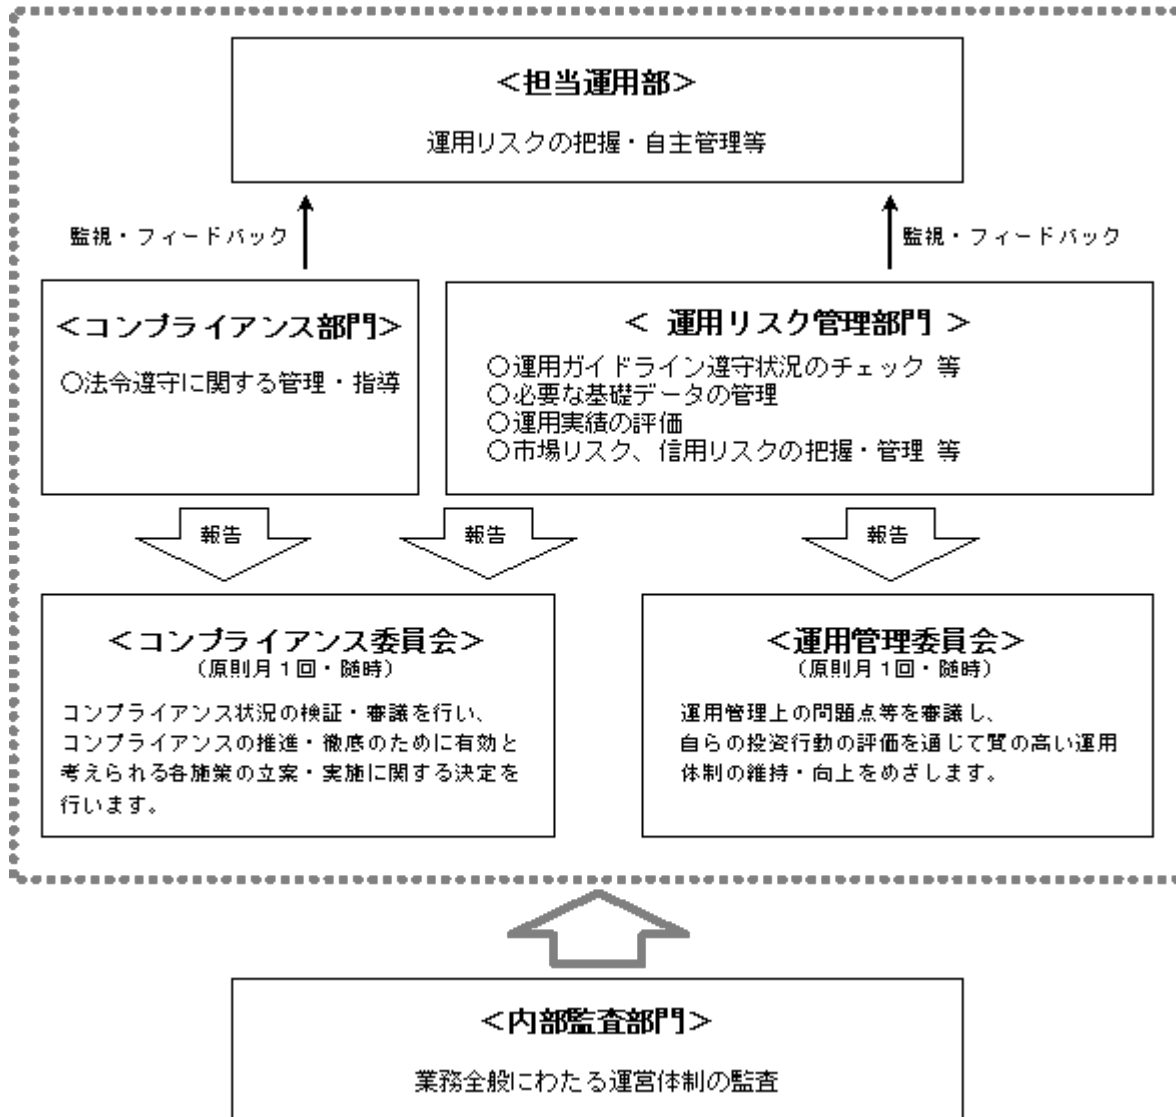 ＜担当運用部＞
運用リスクの把握・自主管理等
監視・フィードバック
監視・フィードバック
＜コンプライアンス部門＞
○法令遵守に関する管理・指導
＜ 運用リスク管理部門 ＞
○運用ガイドライン遵守状況のチェック 等
○必要な基礎データの管理
○運用実績の評価
○市場リスク、信用リスクの把握・管理 等
報告
報告
報告
＜コンプライアンス委員会＞
（原則月１回・随時）
コンプライアンス状況の検証・審議を行い、
コンプライアンスの推進・徹底のために有効と
考えられる各施策の立案・実施に関する決定を
行います。
＜運用管理委員会＞
（原則月１回・随時）
運用管理上の問題点等を審議し、
自らの投資行動の評価を通じて質の高い運用
体制の維持・向上をめざします。
＜内部監査部門＞
業務全般にわたる運営体制の監査